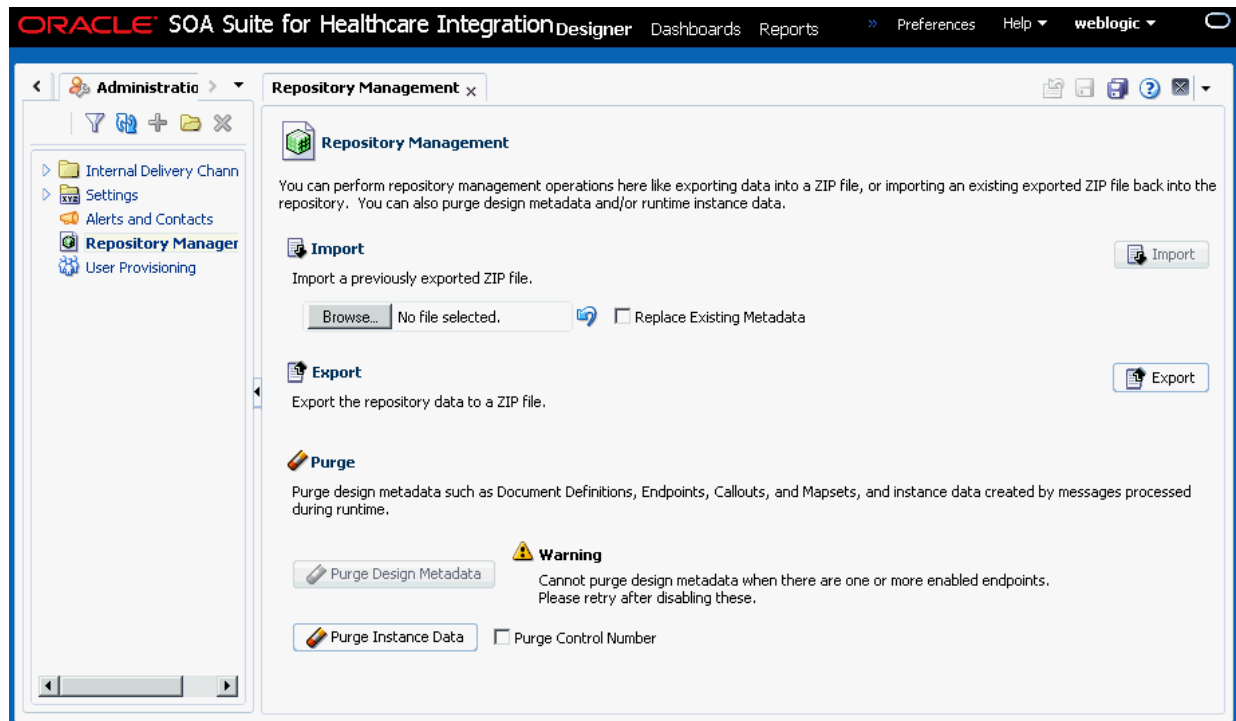 ORACLE SOA Suite for Healthcare Integration Designer Dashboards Reports » Preferences Help weblogic
Administratio
Repository Management x
Internal Delivery Chann
Settings
Alerts and Contacts
Repository Manager
User Provisioning
Repository Management
You can perform repository management operations here like exporting data into a ZIP file, or importing an existing exported ZIP file back into the
repository. You can also purge design metadata and/or runtime instance data.
Import
Import
Import a previously exported ZIP file.
Browse... No file selected. Replace Existing Metadata
Export
Export
Export the repository data to a ZIP file.
Purge
Purge design metadata such as Document Definitions, Endpoints, Callouts, and Mapsets, and instance data created by messages processed
during runtime.
Purge Design Metadata
Warning
Cannot purge design metadata when there are one or more enabled endpoints.
Please retry after disabling these.
Purge Instance Data Purge Control Number